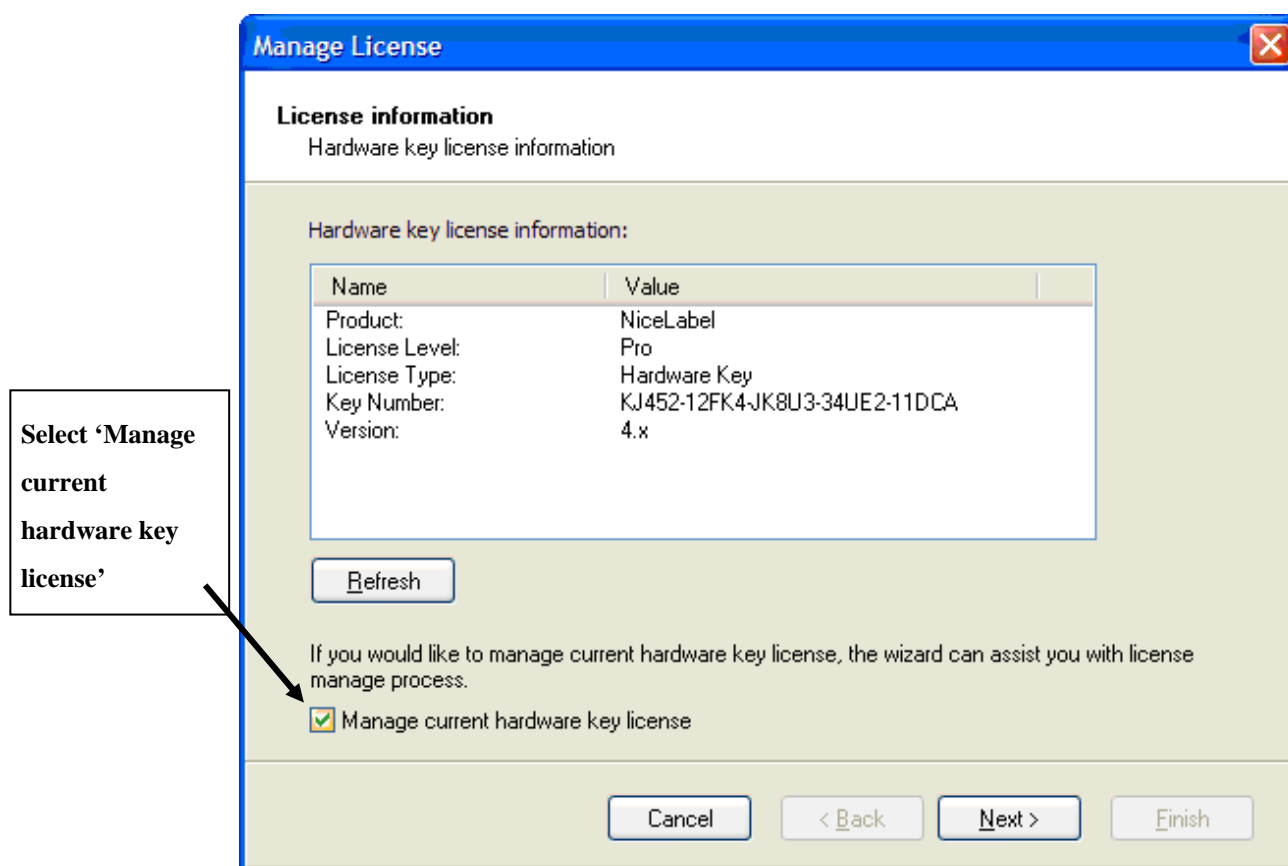 Manage License
License information
Hardware key license information
Hardware key license information:
Name Value
Product: NiceLabel
License Level: Pro
License Type: Hardware Key
Key Number: KJ452-12FK4-JK8U3-34UE2-11DCA
Version: 4.x
Select ‘Manage
current
hardware key
license’
Refresh
If you would like to manage current hardware key license, the wizard can assist you with license
manage process.
Manage current hardware key license
Cancel < Back Next > Finish